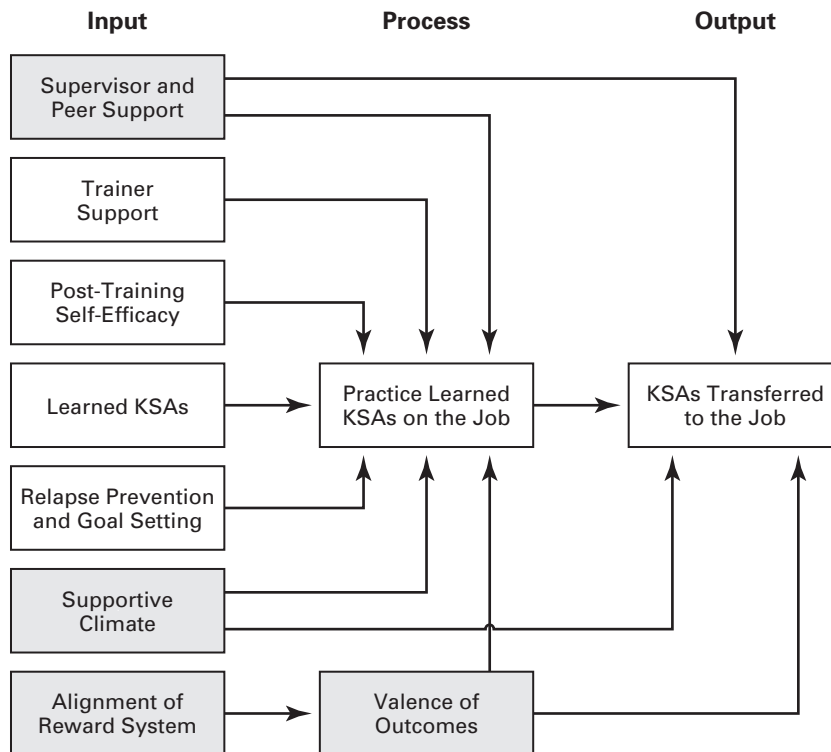 Input
Process
Output
Supervisor and
Peer Support
Trainer
Support
Post-Training
Self-Efficacy
Learned KSAs
Practice Learned
KSAs on the Job
KSAs Transferred
to the Job
Relapse Prevention
and Goal Setting
Supportive
Climate
Alignment of
Reward System
Valence of
Outcomes